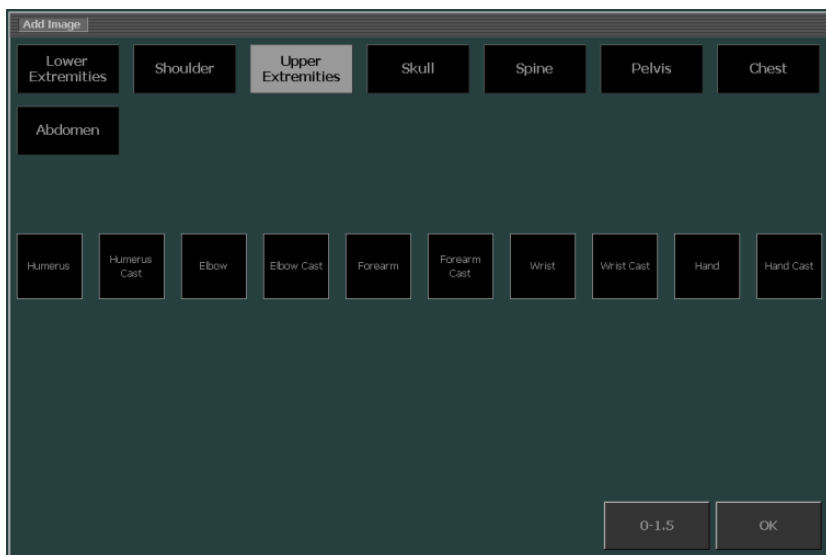 Add Image
Lower
Extremities
Shoulder
Upper
Extremities
Skull
Spine
Pelvis
Chest
Abdomen
Humerus
Humerus
Cast
Elbow
Elbow Cast
Forearm
Forearm
Cast
Wrist
Wrist Cast
Hand
Hand Cast
0-1.5
OK